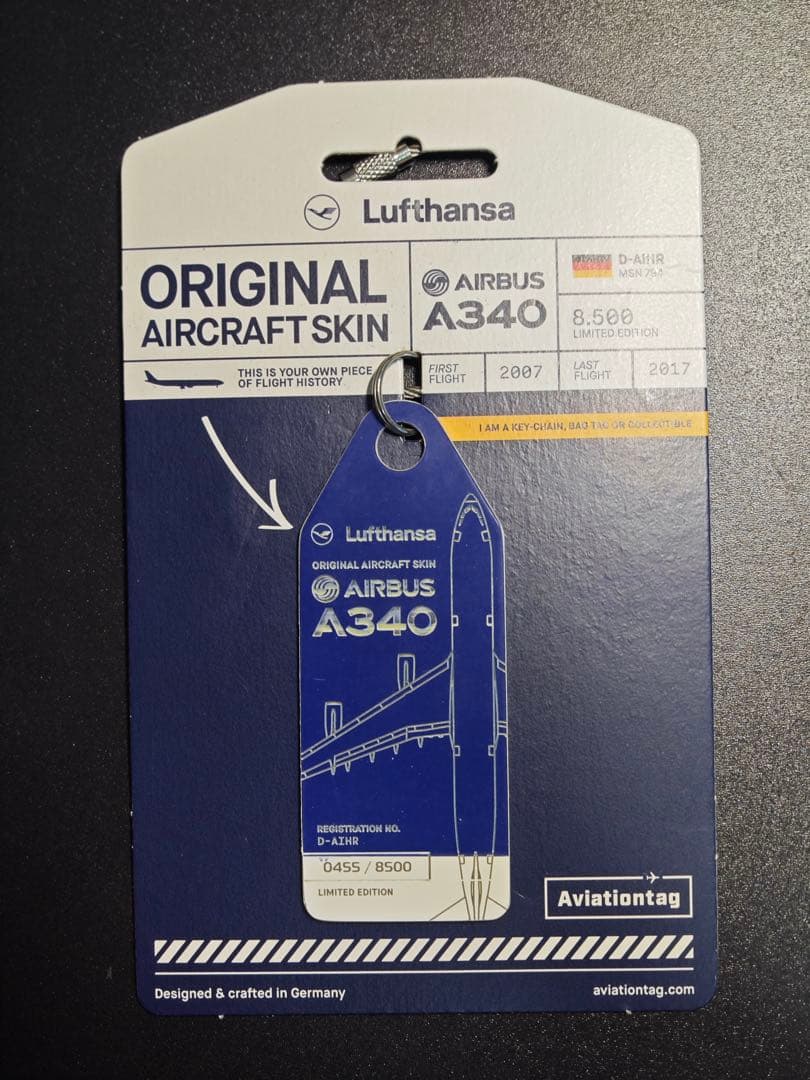 Lufthansa
ORIGINAL
AIRCRAFT SKIN
AIRBUS
A340
D-AIHR
MSN 794
8.500
LIMITED EDITION
THIS IS YOUR OWN PIECE
OF FLIGHT HISTORY
FIRST
FLIGHT
2007
LAST
FLIGHT
2017
I AM A KEY-CHAIN, BAG TAG OR COLLECTIBLE
Lufthansa
ORIGINAL AIRCRAFT SKIN
AIRBUS
A340
REGISTRATION NO.
D-AIHR
0455 / 8500
LIMITED EDITION
Aviationtag
Designed & crafted in Germany
aviationtag.com